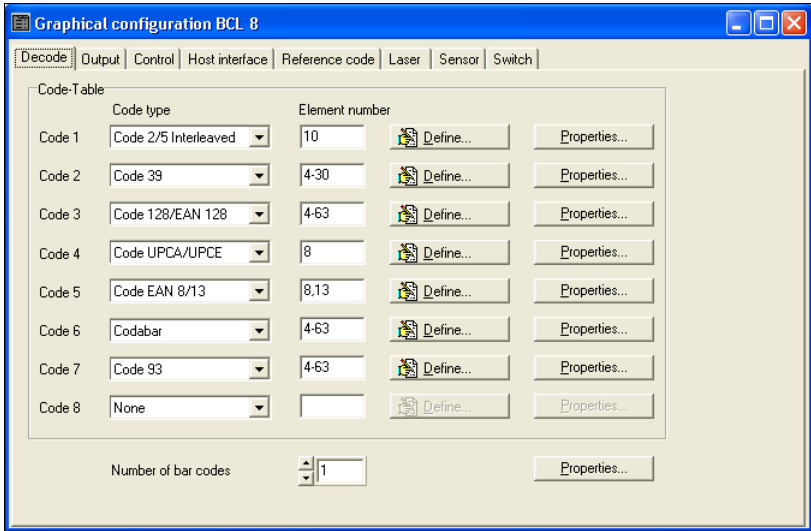 Graphical configuration BCL 8
Decode Output Control Host interface Reference code Laser Sensor Switch
Code-Table
Code type Element number
Code 1 Code 2/5 Interleaved 10 Define... Properties...
Code 2 Code 39 4-30 Define... Properties...
Code 3 Code 128/EAN 128 4-63 Define... Properties...
Code 4 Code UPCA/UPCE 8 Define... Properties...
Code 5 Code EAN 8/13 8,13 Define... Properties...
Code 6 Codabar 4-63 Define... Properties...
Code 7 Code 93 4-63 Define... Properties...
Code 8 None Define... Properties...
Number of bar codes 1 Properties...